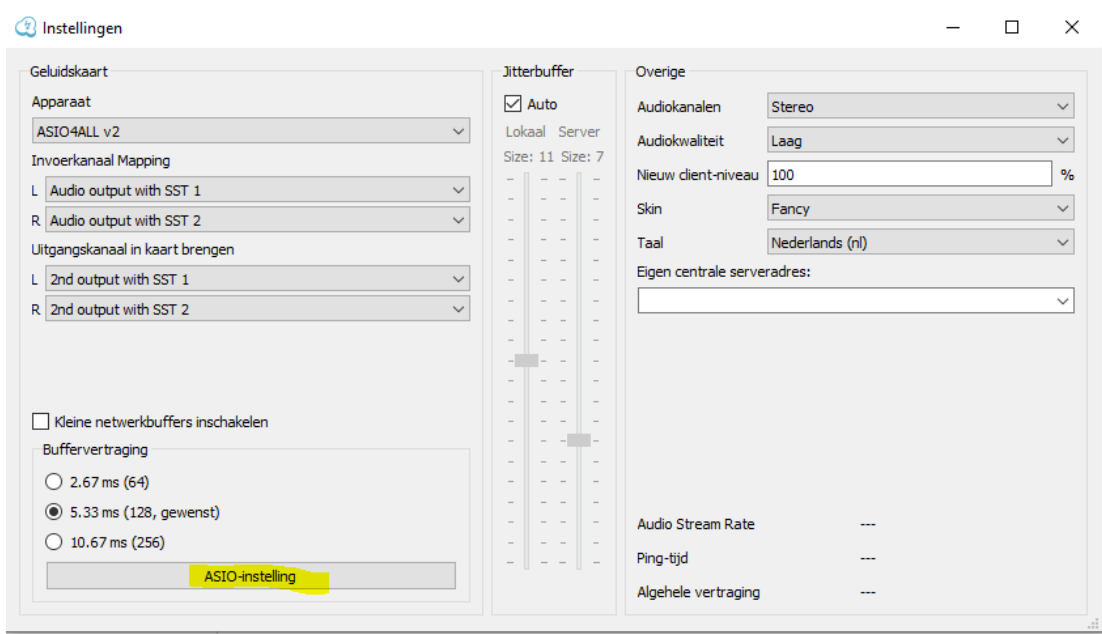 Instellingen
Geluidskaart
Apparaat
ASIO4ALL v2
Invoerkanaal Mapping
L Audio output with SST 1
R Audio output with SST 2
Uitgangskanaal in kaart brengen
L 2nd output with SST 1
R 2nd output with SST 2
Kleine netwerkbuffers inschakelen
Buffervertraging
2.67 ms (64)
5.33 ms (128, gewenst)
10.67 ms (256)
ASIO-instelling
Jitterbuffer
Auto
Lokaal Server
Size: 11 Size: 7
Overige
Audiokanalen Stereo
Audiokwaliteit Laag
Nieuw client-niveau 100 %
Skin Fancy
Taal Nederlands (nl)
Eigen centrale serveradres:
Audio Stream Rate ---
Ping-tijd ---
Algehele vertraging ---